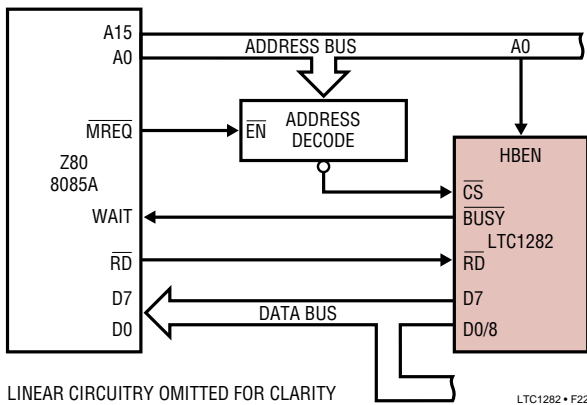 A15
A0
ADDRESS BUS
A0
MREQ
EN
ADDRESS
DECODE
HBEN
Z80
8085A
CS
WAIT
BUSY
LTC1282
RD
RD
D7
D7
D0
DATA BUS
D0/8
LINEAR CIRCUITRY OMITTED FOR CLARITY
LTC1282 • F22